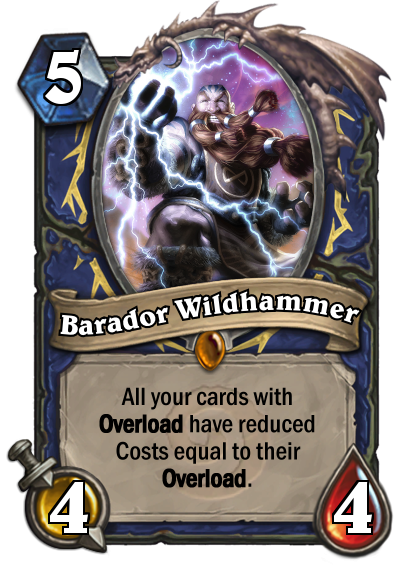 5
Barador Wildhammer
All your cards with
Overload have reduced
Costs equal to their
Overload.
4
4